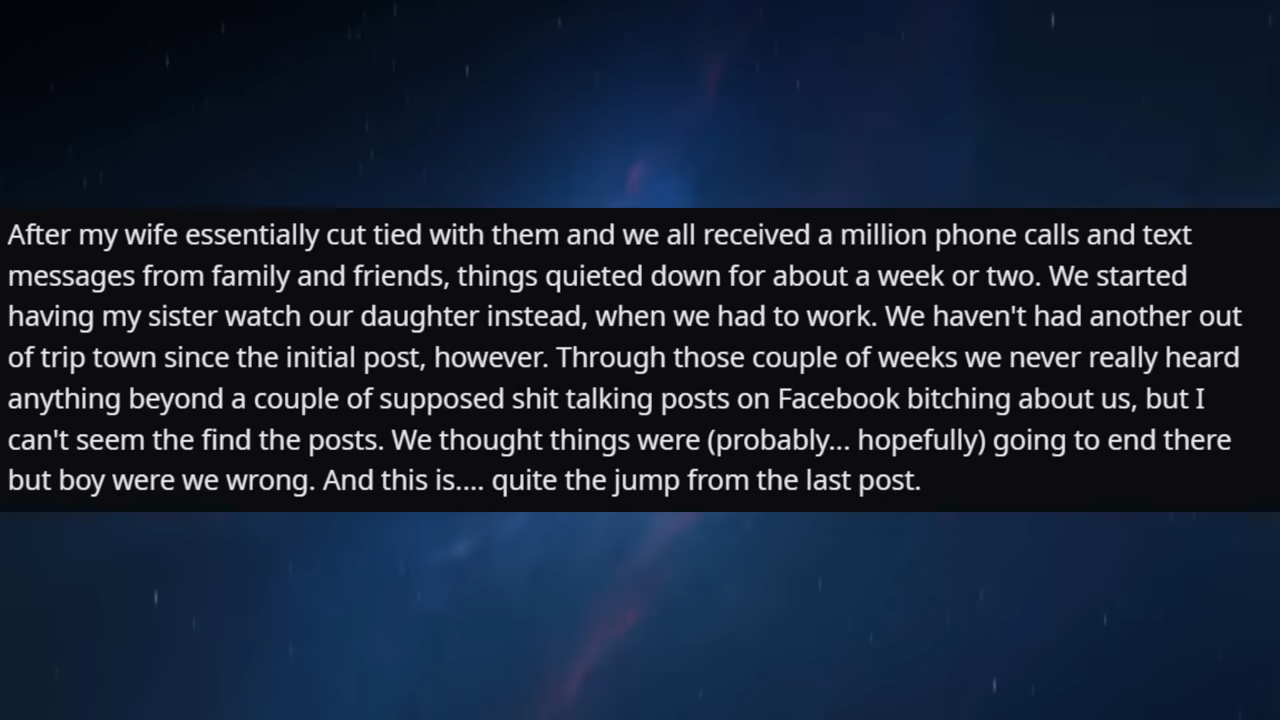 After my wife essentially cut tied with them and we all received a million phone calls and text
messages from family and friends, things quieted down for about a week or two. We started
having my sister watch our daughter instead, when we had to work. We haven't had another out
of trip town since the initial post, however. Through those couple of weeks we never really heard
anything beyond a couple of supposed shit talking posts on Facebook bitching about us, but I
can't seem the find the posts. We thought things were (probably... hopefully) going to end there
but boy were we wrong. And this is.... quite the jump from the last post.